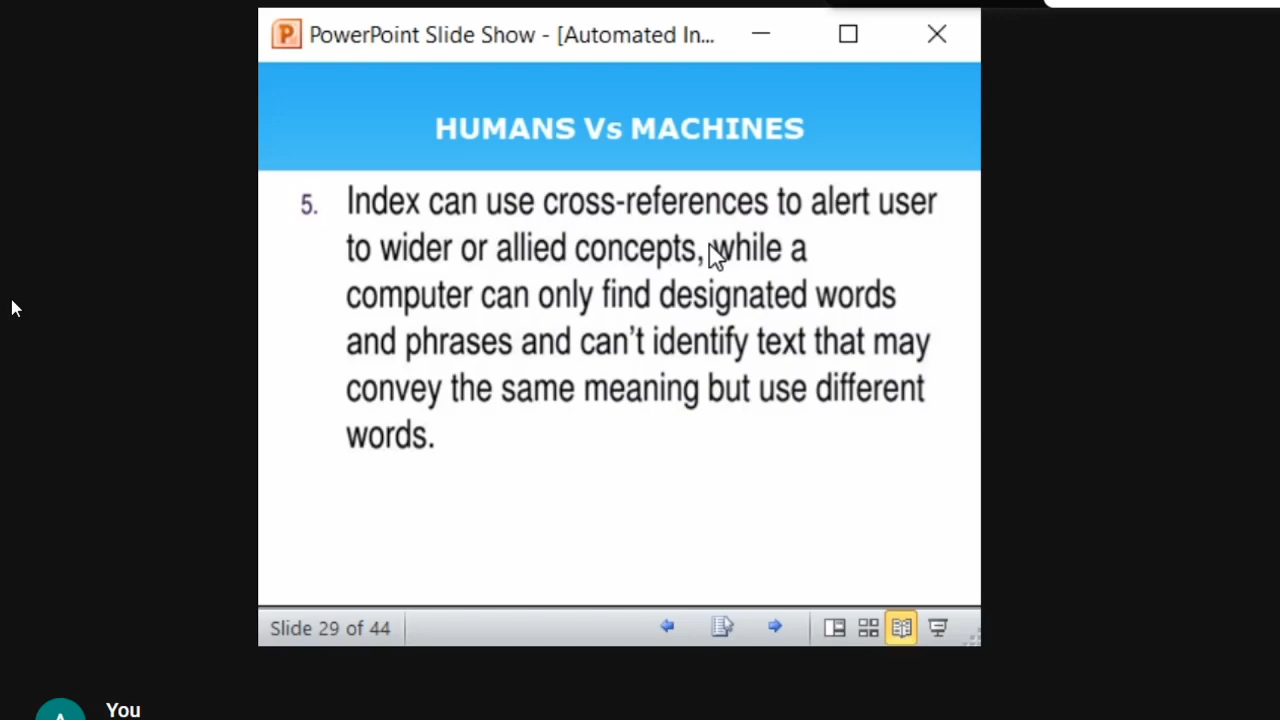 PowerPoint Slide Show - [Automated In...
HUMANS Vs MACHINES
5. Index can use cross-references to alert user
to wider or allied concepts, while a
computer can only find designated words
and phrases and can't identify text that may
convey the same meaning but use different
words.
Slide 29 of 44
A
You